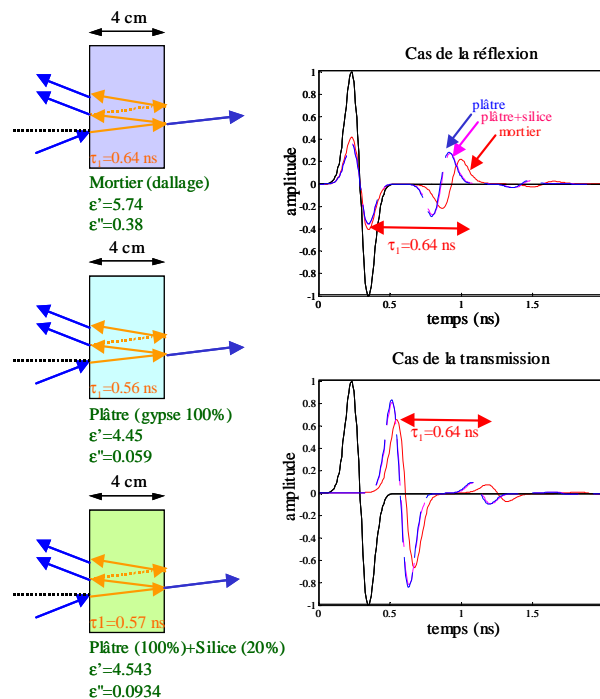 4 cm
τ₁=0.64 ns
Mortier (dallage)
ε'=5.74
ε"=0.38
4 cm
τ₁=0.56 ns
Plâtre (gypse 100%)
ε'=4.45
ε"=0.059
4 cm
τ1=0.57 ns
Plâtre (100%)+Silice (20%)
ε'=4.543
ε"=0.0934
Cas de la réflexion
plâtre
plâtre+silice
mortier
τ₁=0.64 ns
amplitude
1
0.8
0.6
0.4
0.2
0
-0.2
-0.4
-0.6
-0.8
-1
0 0.5 1 1.5
temps (ns)
Cas de la transmission
τ₁=0.64 ns
amplitude
1
0.8
0.6
0.4
0.2
0
-0.2
-0.4
-0.6
-0.8
-1
0 0.5 1 1.5
temps (ns)